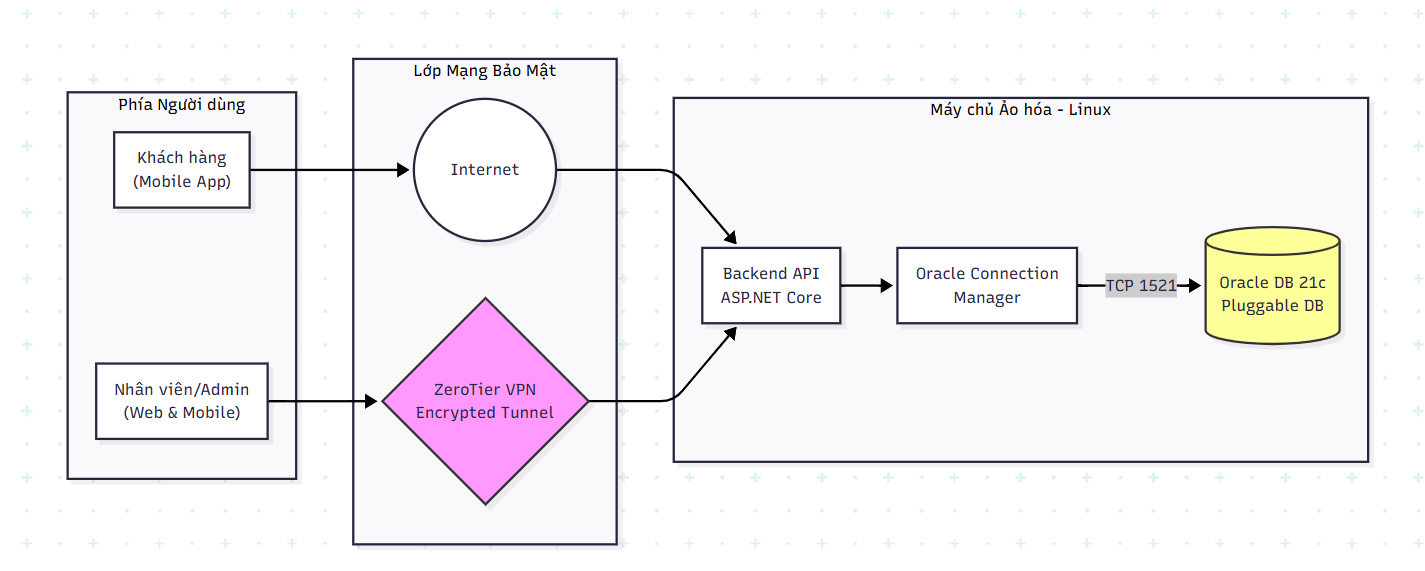 Phía Người dùng
Khách hàng
(Mobile App)
Nhân viên/Admin
(Web & Mobile)
Lớp Mạng Bảo Mật
Internet
ZeroTier VPN
Encrypted Tunnel
Máy chủ Ảo hóa - Linux
Backend API
ASP.NET Core
Oracle Connection
Manager
TCP 1521
Oracle DB 21c
Pluggable DB